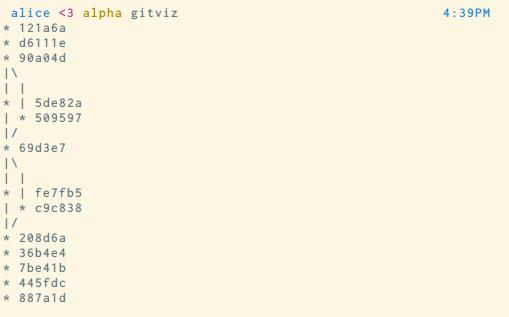 alice <3 alpha gitviz 4:39PM
* 121a6a
* d6111e
* 90a04d
|\
| |
* | 5de82a
| * 509597
|/
* 69d3e7
|\
| |
* | fe7fb5
| * c9c838
|/
* 208d6a
* 36b4e4
* 7be41b
* 445fdc
* 887a1d